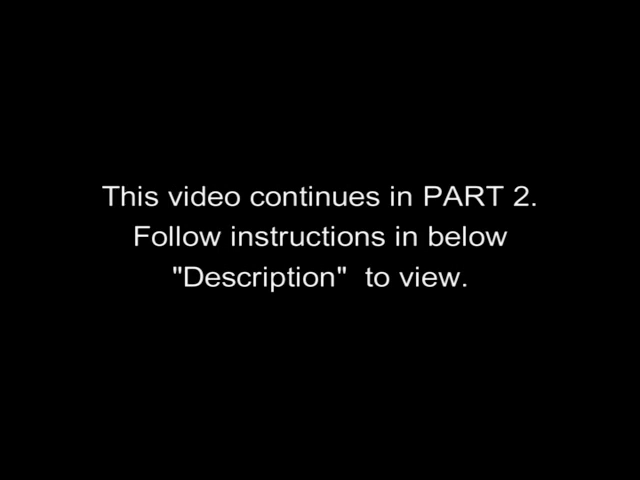 This video continues in PART 2.
Follow instructions in below
"Description"  to view.